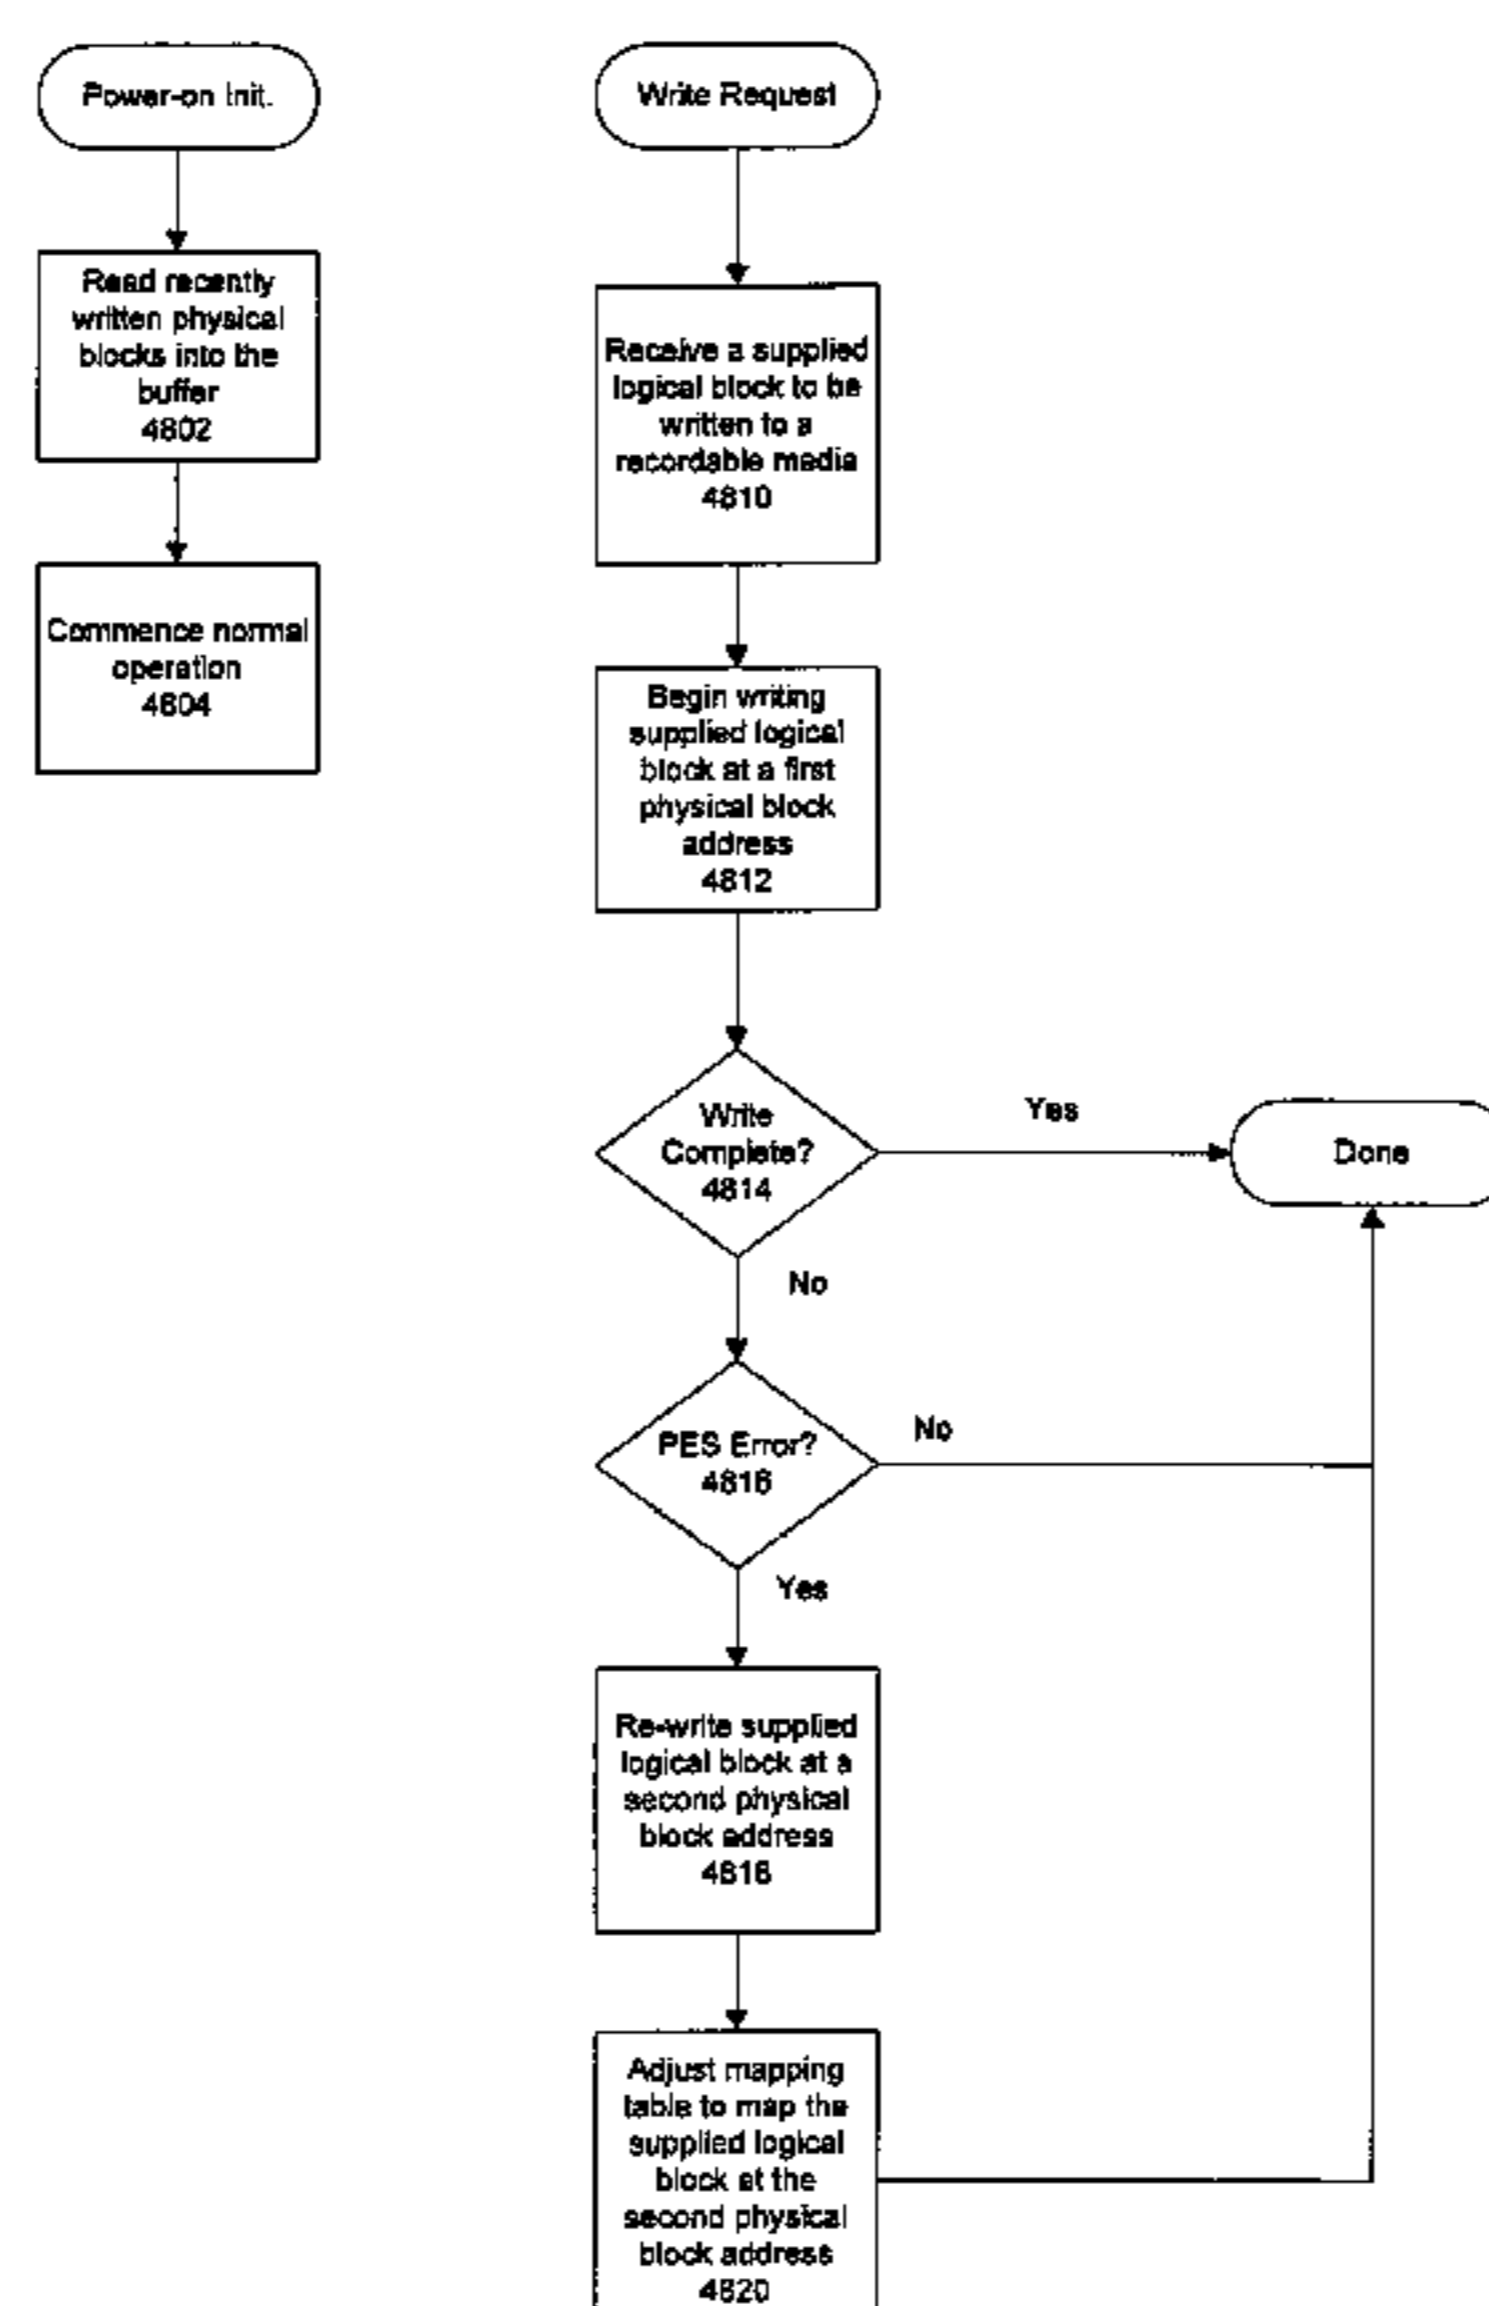 Power-on Init.
Read recently
written physical
blocks into the
buffer
4802
Commence normal
operation
4804
Write Request
Receive a supplied
logical block to be
written to a
recordable media
4810
Begin writing
supplied logical
block at a first
physical block
address
4812
Write
Complete?
4814
Yes
Done
No
PES Error?
4816
No
Yes
Re-write supplied
logical block at a
second physical
block address
4818
Adjust mapping
table to map the
supplied logical
block at the
second physical
block address
4820